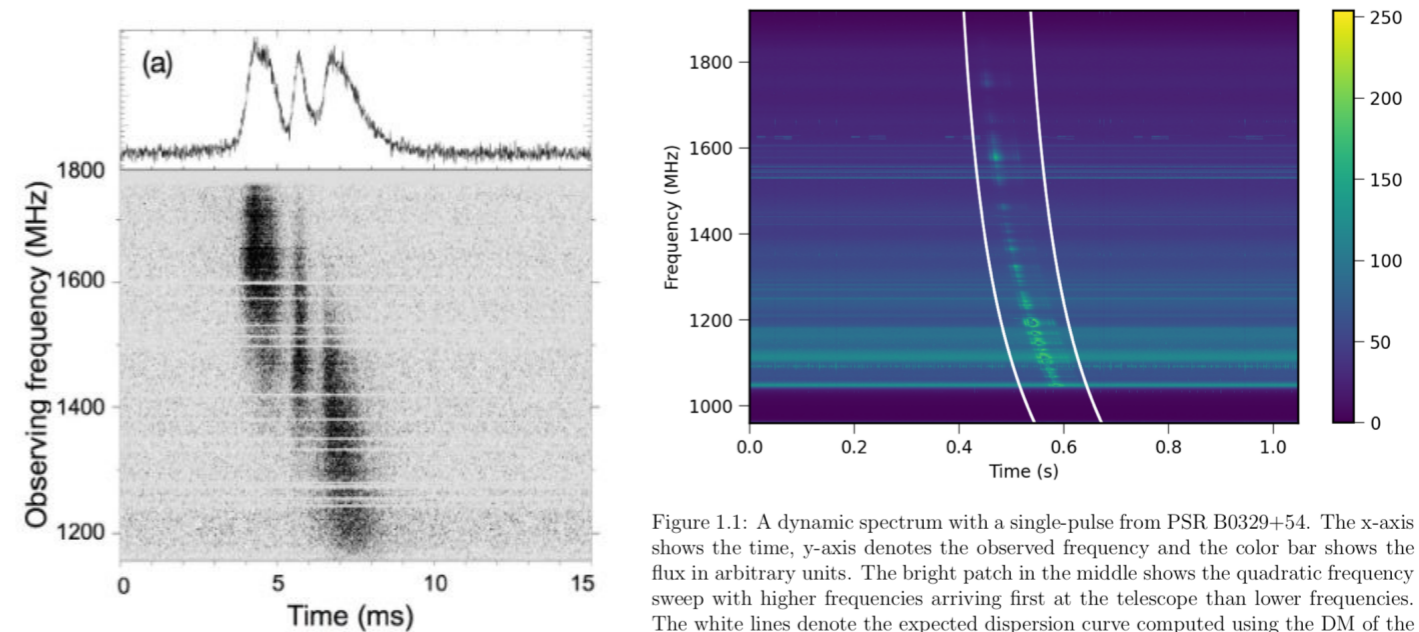 (a)
1800
1600
1400
1200
Observing frequency (MHz)
0 5 10 15
Time (ms)
1800
1600
1400
1200
1000
Frequency (MHz)
0.0 0.2 0.4 0.6 0.8 1.0
Time (s)
250
200
150
100
50
0
Figure 1.1: A dynamic spectrum with a single-pulse from PSR B0329+54. The x-axis
shows the time, y-axis denotes the observed frequency and the color bar shows the
flux in arbitrary units. The bright patch in the middle shows the quadratic frequency
sweep with higher frequencies arriving first at the telescope than lower frequencies.
The white lines denote the expected dispersion curve computed using the DM of the